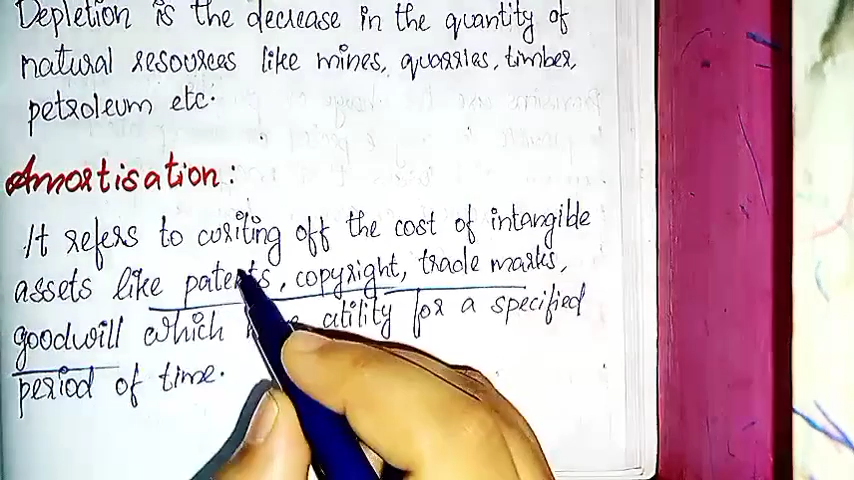 Depletion is the decrease in the quantity of
natural resources like mines, quarries, timber,
petroleum etc.
Amortisation:
It refers to writing off the cost of intangible
assets like patents, copyright, trade marks,
goodwill which utility for a specified
period of time.